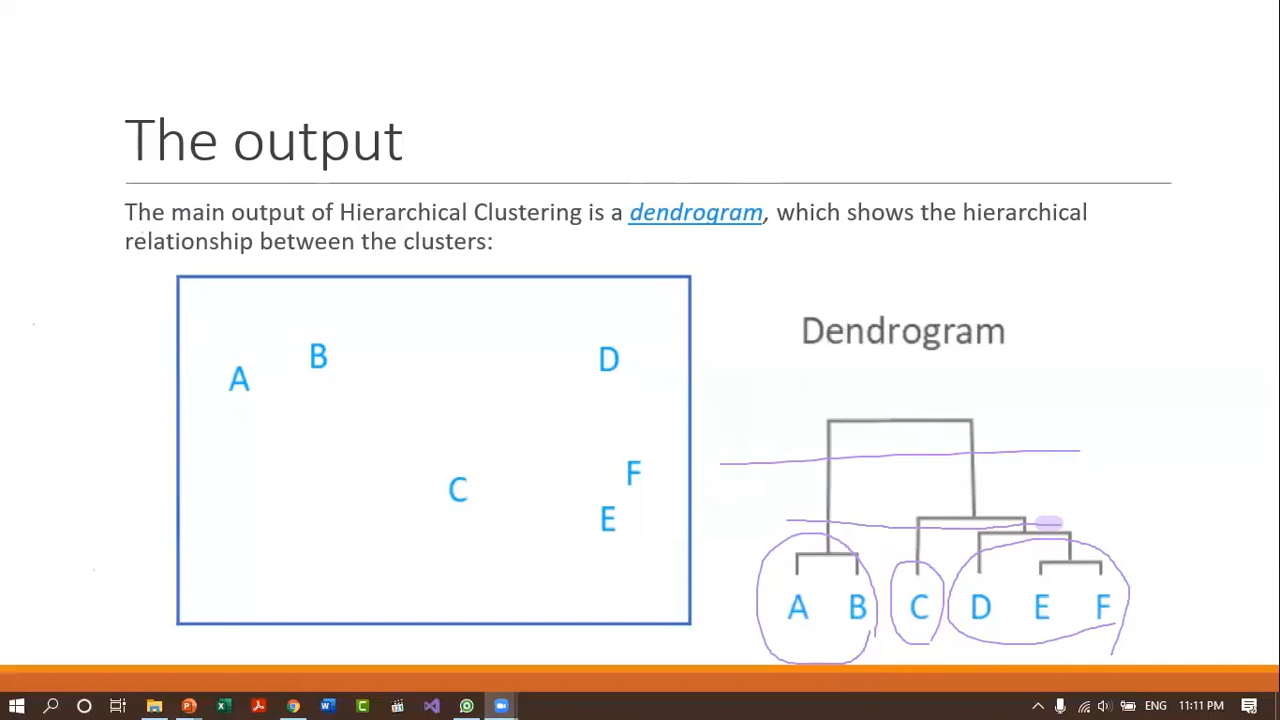 The output
The main output of Hierarchical Clustering is a dendrogram, which shows the hierarchical
relationship between the clusters:
Dendrogram
B
D
A
F
C
E
A B C D E F
ENG
11:11 PM